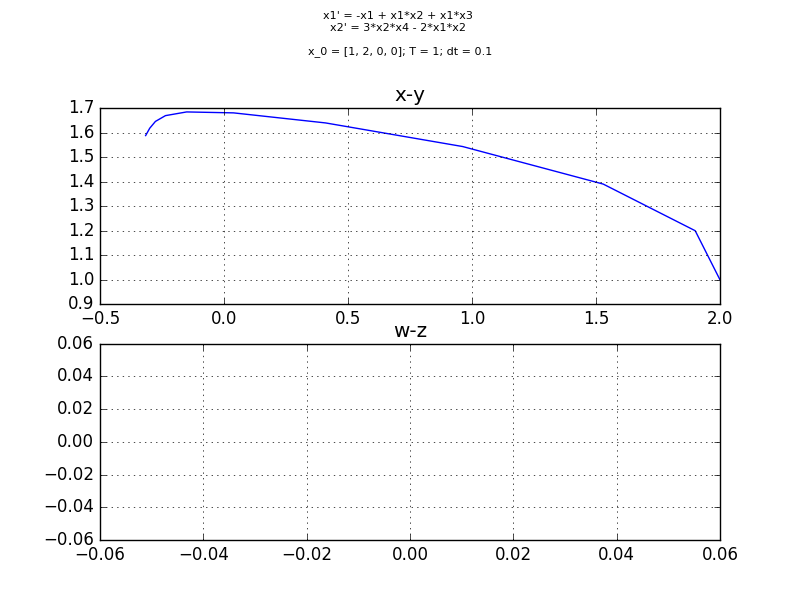 x1' = -x1 + x1*x2 + x1*x3
x2' = 3*x2*x4 - 2*x1*x2
x_0 = [1, 2, 0, 0]; T = 1; dt = 0.1
x-y
1.7
1.6
1.5
1.4
1.3
1.2
1.1
1.0
0.9
−0.5 0.0 0.5 1.0 1.5 2.0
w-z
0.06
0.04
0.02
0.00
−0.02
−0.04
−0.06
−0.06 −0.04 −0.02 0.00 0.02 0.04 0.06